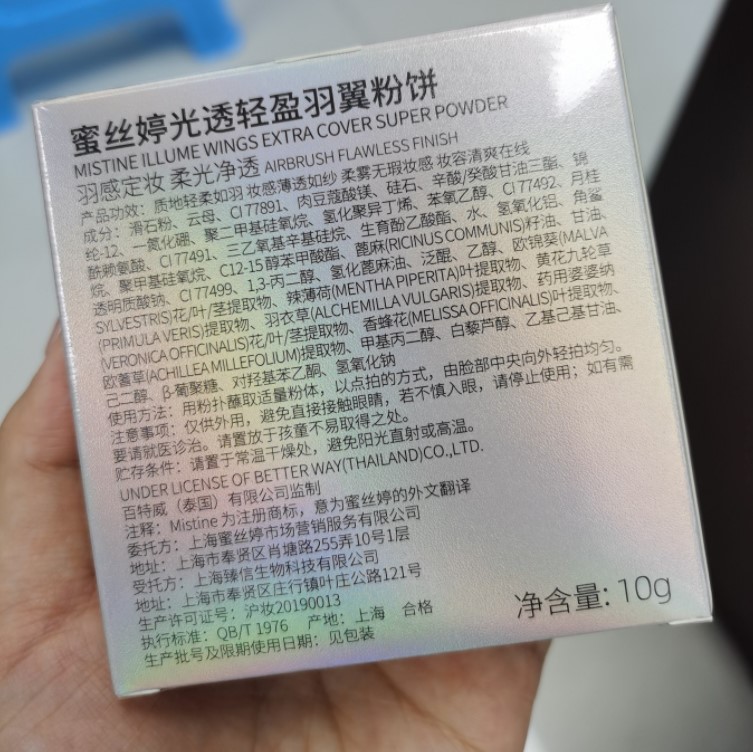 蜜丝婷光透轻盈羽翼粉饼
MISTINE ILLUME WINGS EXTRA COVER SUPER POWDER
羽感定妆 柔光净透 AIRBRUSH FLAWLESS FINISH
产品功效：质地轻柔如羽 妆感薄透如纱 柔雾无瑕妆感 妆容清爽在线
成分：滑石粉、云母、CI 77891、肉豆蔻酸镁、硅石、辛酸/癸酸甘油三酯、锦
纶-12、一氮化硼、聚二甲基硅氧烷、氢化聚异丁烯、苯氧乙醇、CI 77492、月桂
酰赖氨酸、CI 77491、三乙氧基辛基硅烷、生育酚乙酸酯、水、氢氧化铝、角鲨
烷、聚甲基硅氧烷、C12-15 醇苯甲酸酯、蓖麻(RICINUS COMMUNIS)籽油、甘油、
透明质酸钠、CI 77499、1,3-丙二醇、氢化蓖麻油、泛醌、乙醇、欧锦葵(MALVA
SYLVESTRIS)花/叶/茎提取物、辣薄荷(MENTHA PIPERITA)叶提取物、黄花九轮草
(PRIMULA VERIS)提取物、羽衣草(ALCHEMILLA VULGARIS)提取物、药用婆婆纳
(VERONICA OFFICINALIS)花/叶/茎提取物、香蜂花(MELISSA OFFICINALIS)叶提取物、
欧蓍草(ACHILLEA MILLEFOLIUM)提取物、甲基丙二醇、白藜芦醇、乙基己基甘油、
己二醇、β-葡聚糖、对羟基苯乙酮、氢氧化钠
使用方法：用粉扑蘸取适量粉体，以点拍的方式，由脸部中央向外轻拍均匀。
注意事项：仅供外用，避免直接接触眼睛，若不慎入眼，请停止使用；如有需
要请就医诊治。请置放于孩童不易取得之处。
贮存条件：请置于常温干燥处，避免阳光直射或高温。
UNDER LICENSE OF BETTER WAY(THAILAND)CO.,LTD.
百特威（泰国）有限公司监制
注释：Mistine 为注册商标，意为蜜丝婷的外文翻译
委托方：上海蜜丝婷市场营销服务有限公司
地址：上海市奉贤区肖塘路255弄10号1层
受托方：上海臻信生物科技有限公司
地址：上海市奉贤区庄行镇叶庄公路121号
生产许可证号：沪妆20190013
执行标准：QB/T 1976 产地：上海 合格
生产批号及限期使用日期：见包装
净含量: 10g